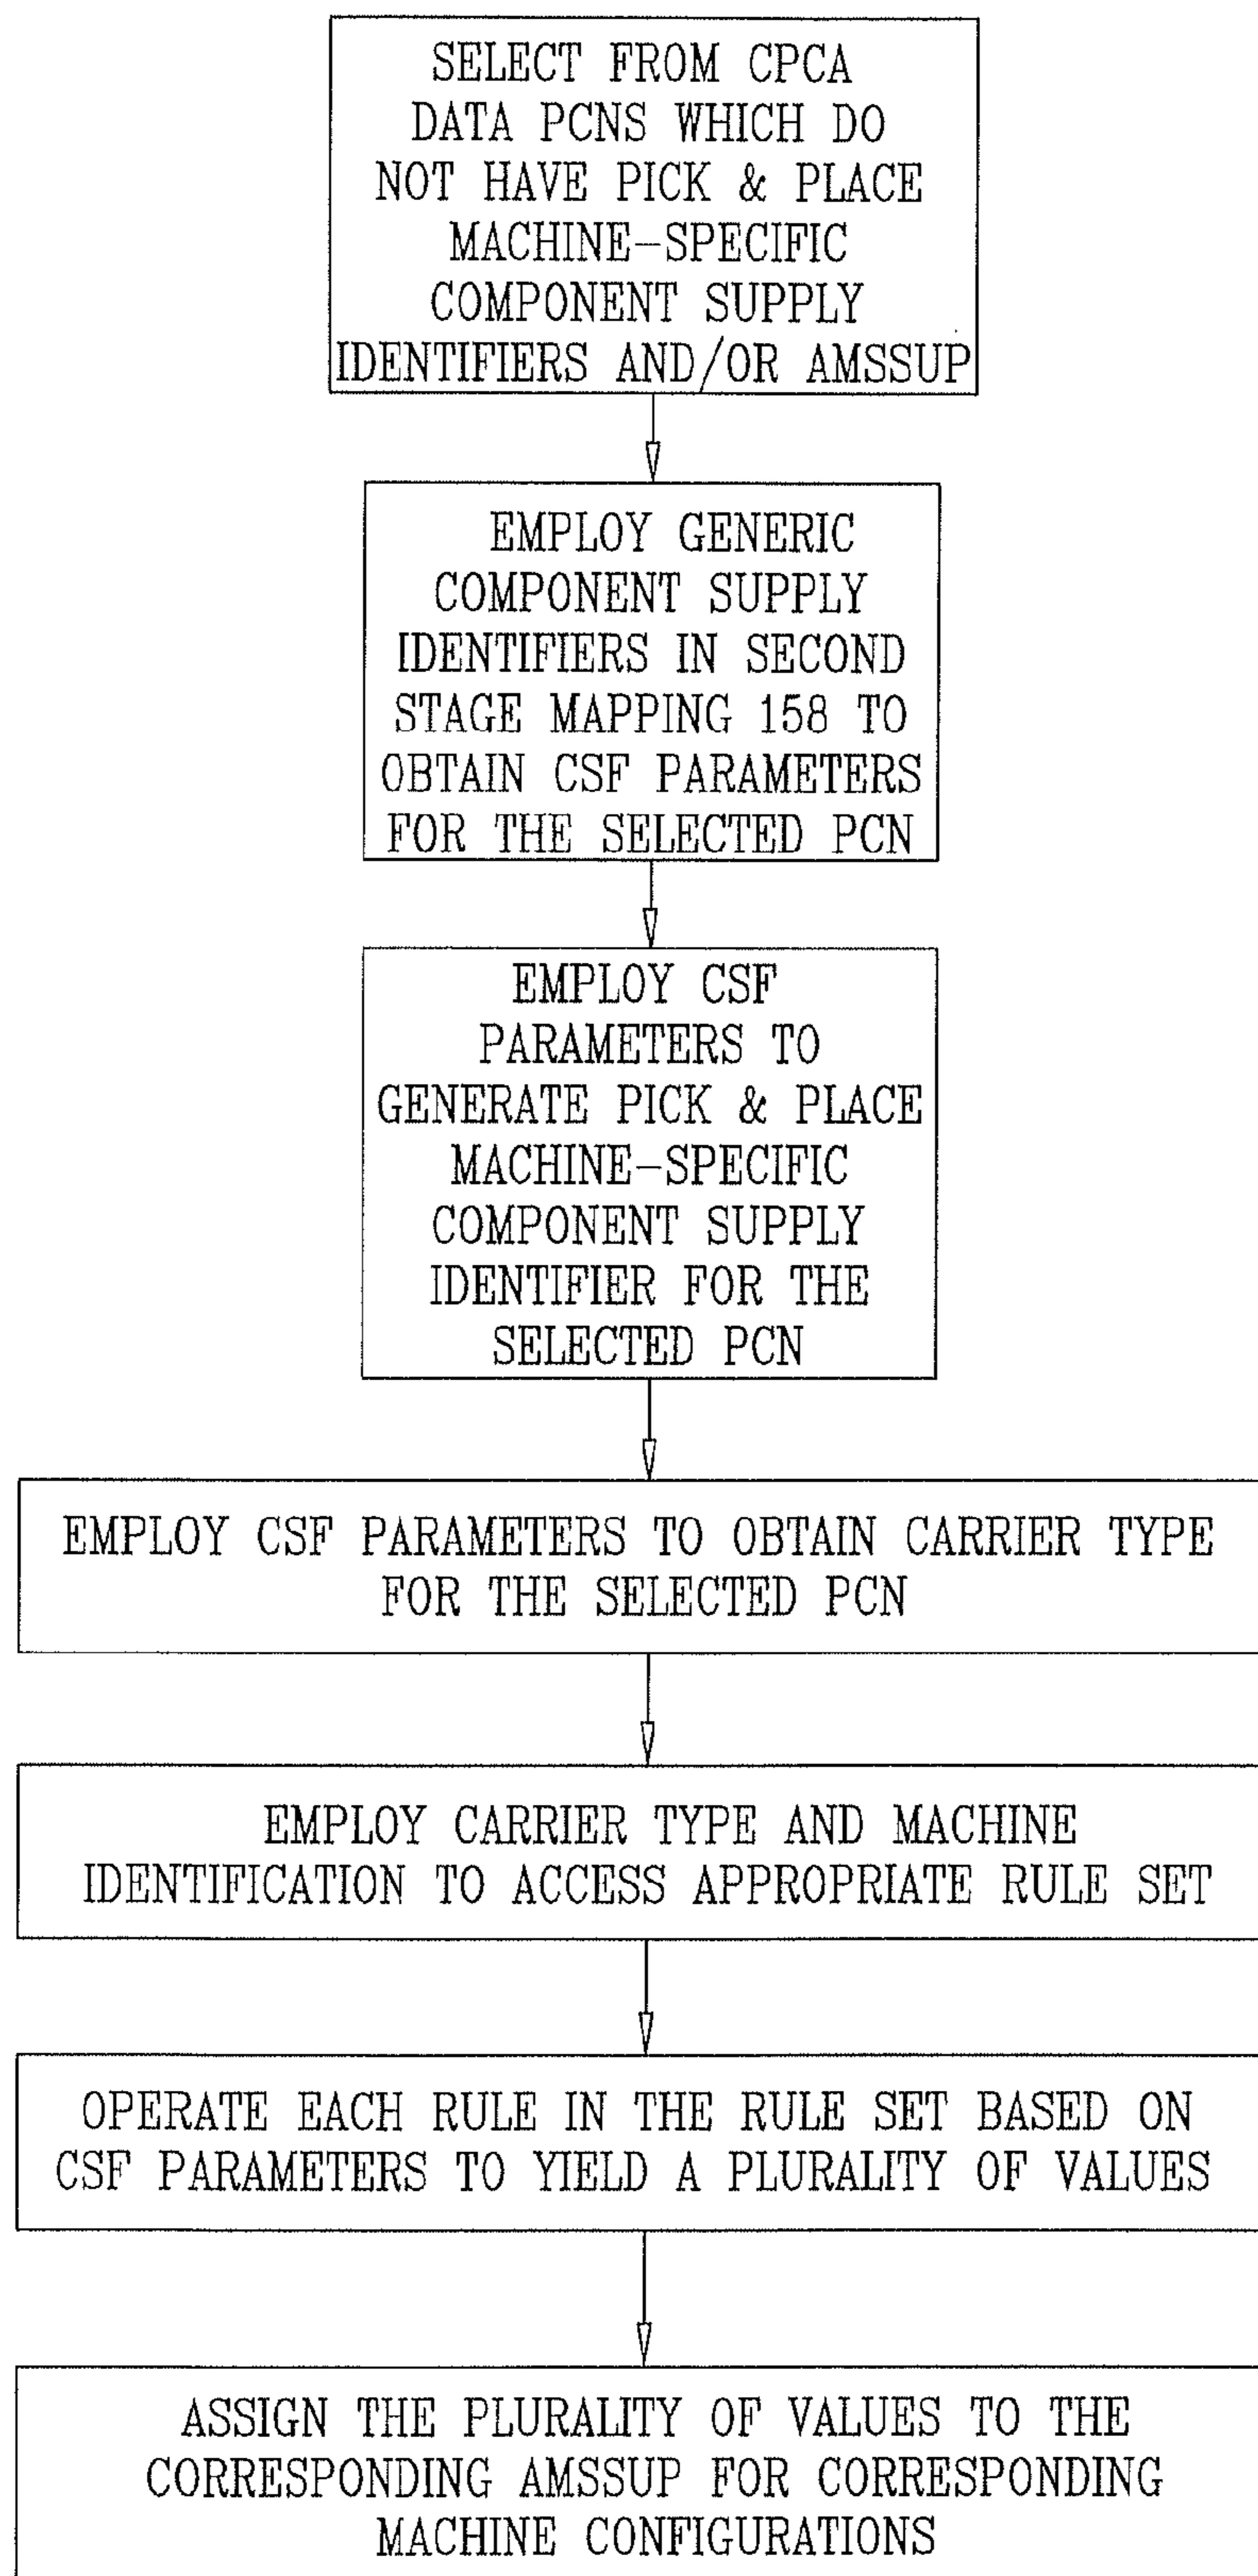 SELECT FROM CPCA
DATA PCNS WHICH DO
NOT HAVE PICK & PLACE
MACHINE-SPECIFIC
COMPONENT SUPPLY
IDENTIFIERS AND/OR AMSSUP
EMPLOY GENERIC
COMPONENT SUPPLY
IDENTIFIERS IN SECOND
STAGE MAPPING 158 TO
OBTAIN CSF PARAMETERS
FOR THE SELECTED PCN
EMPLOY CSF
PARAMETERS TO
GENERATE PICK & PLACE
MACHINE-SPECIFIC
COMPONENT SUPPLY
IDENTIFIER FOR THE
SELECTED PCN
EMPLOY CSF PARAMETERS TO OBTAIN CARRIER TYPE
FOR THE SELECTED PCN
EMPLOY CARRIER TYPE AND MACHINE
IDENTIFICATION TO ACCESS APPROPRIATE RULE SET
OPERATE EACH RULE IN THE RULE SET BASED ON
CSF PARAMETERS TO YIELD A PLURALITY OF VALUES
ASSIGN THE PLURALITY OF VALUES TO THE
CORRESPONDING AMSSUP FOR CORRESPONDING
MACHINE CONFIGURATIONS